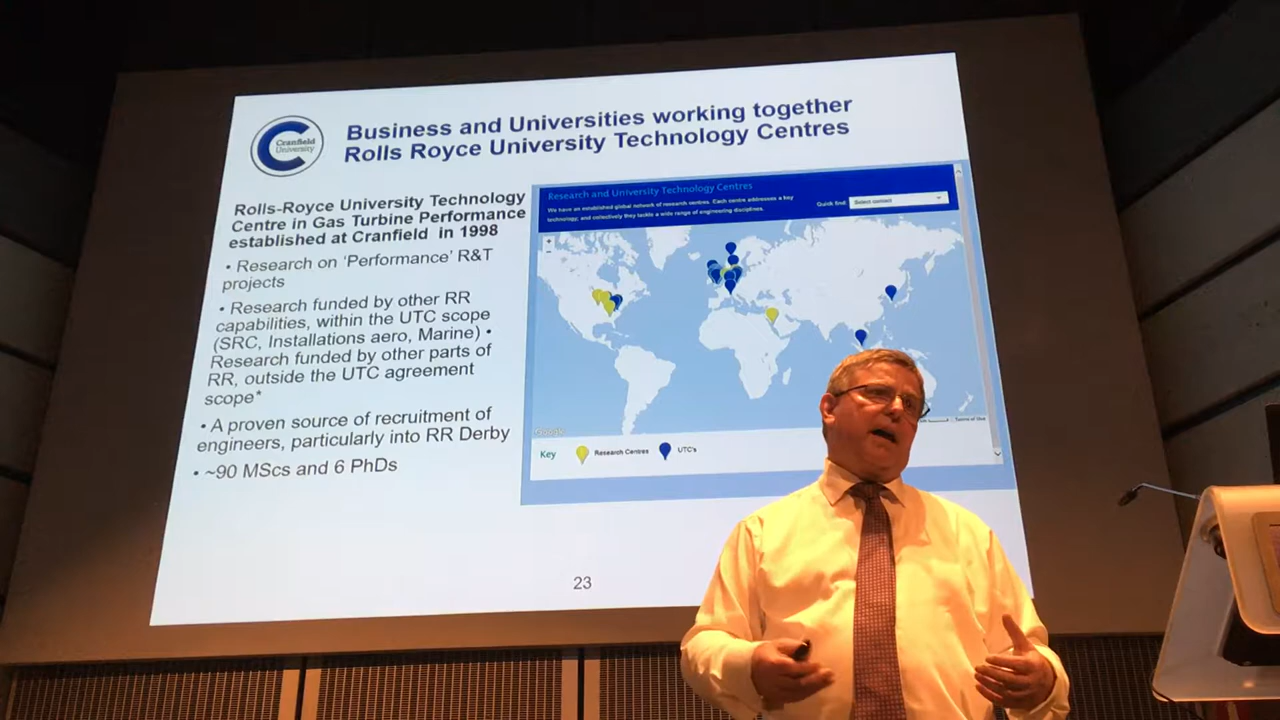 Cranfield
University
Business and Universities working together
Rolls Royce University Technology Centres
Rolls-Royce University Technology
Centre in Gas Turbine Performance
established at Cranfield in 1998
• Research on 'Performance' R&T
projects
• Research funded by other RR
capabilities, within the UTC scope
(SRC, Installations aero, Marine) •
Research funded by other parts of
RR, outside the UTC agreement
scope*
• A proven source of recruitment of
engineers, particularly into RR Derby
• ~90 MScs and 6 PhDs
Research and University Technology Centres
We have an established global network of research centres. Each centre addresses a key
technology; and collectively they tackle a wide range of engineering disciplines.
Quick find: Select contact
+
-
Google
Terms of Use
Key Research Centres UTC's
23